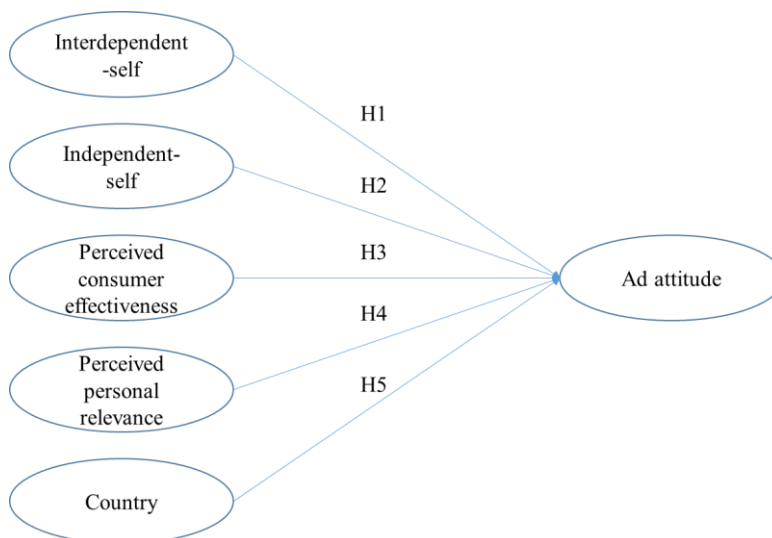 Interdependent
-self
H1
Independent-
self
H2
Perceived
consumer
effectiveness
H3
Ad attitude
Perceived
personal
relevance
H4
Country
H5